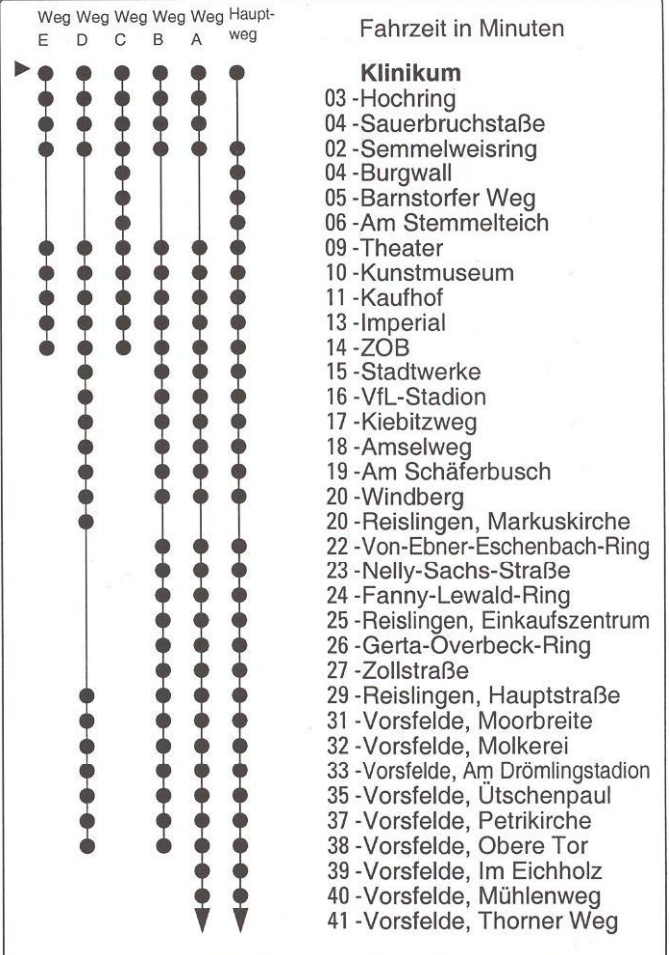 Weg Weg Weg Weg Weg Haupt-
E D C B A weg
Fahrzeit in Minuten
Klinikum
03 -Hochring
04 -Sauerbruchstaße
02 -Semmelweisring
04 -Burgwall
05 -Barnstorfer Weg
06 -Am Stemmelteich
09 -Theater
10 -Kunstmuseum
11 -Kaufhof
13 -Imperial
14 -ZOB
15 -Stadtwerke
16 -VfL-Stadion
17 -Kiebitzweg
18 -Amselweg
19 -Am Schäferbusch
20 -Windberg
20 -Reislingen, Markuskirche
22 -Von-Ebner-Eschenbach-Ring
23 -Nelly-Sachs-Straße
24 -Fanny-Lewald-Ring
25 -Reislingen, Einkaufszentrum
26 -Gerta-Overbeck-Ring
27 -Zollstraße
29 -Reislingen, Hauptstraße
31 -Vorsfelde, Moorbreite
32 -Vorsfelde, Molkerei
33 -Vorsfelde, Am Drömlingstadion
35 -Vorsfelde, Ütschenpaul
37 -Vorsfelde, Petrikirche
38 -Vorsfelde, Obere Tor
39 -Vorsfelde, Im Eichholz
40 -Vorsfelde, Mühlenweg
41 -Vorsfelde, Thorner Weg